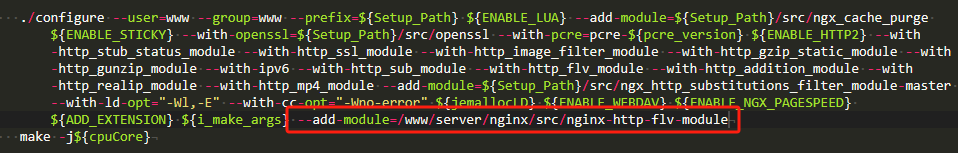 ./configure --user=www --group=www --prefix=${Setup_Path} ${ENABLE_LUA} --add-module=${Setup_Path}/src/ngx_cache_purge
${ENABLE_STICKY} --with-openssl=${Setup_Path}/src/openssl --with-pcre=pcre-${pcre_version} ${ENABLE_HTTP2} --with
-http_stub_status_module --with-http_ssl_module --with-http_image_filter_module --with-http_gzip_static_module --with
-http_gunzip_module --with-ipv6 --with-http_sub_module --with-http_flv_module --with-http_addition_module --with
-http_realip_module --with-http_mp4_module --add-module=${Setup_Path}/src/ngx_http_substitutions_filter_module-master
--with-ld-opt="-Wl,-E" --with-cc-opt="-Wno-error" ${jemallocLD} ${ENABLE_WEBDAV} ${ENABLE_NGX_PAGESPEED}
${ADD_EXTENSION} ${i_make_args} --add-module=/www/server/nginx/src/nginx-http-flv-module
make -j${cpuCore}